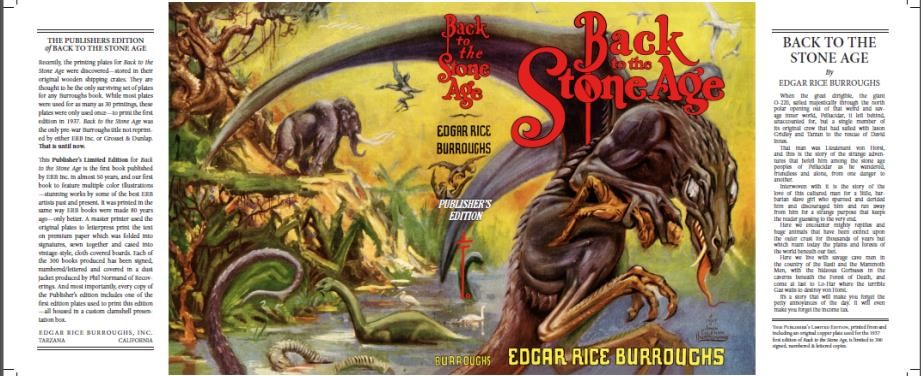 THE PUBLISHERS EDITION
of BACK TO THE STONE AGE
Recently, the printing plates for Back to the
Stone Age were discovered—stored in their
original wooden shipping crates. They are
thought to be the only surviving set of plates
for any Burroughs book. While most plates
were used for as many as 30 printings, these
plates were only used once—to print the first
edition in 1937. Back to the Stone Age was
the only pre-war Burroughs title not reprint-
ed by either ERB Inc. or Grosset & Dunlap.
That is until now.
This Publisher's Limited Edition for Back
to the Stone Age is the first book published
by ERB Inc. in almost 50 years, and our first
book to feature multiple color illustrations
—stunning works by some of the best ERB
artists past and present. It was printed in the
same way ERB books were made 80 years
ago—only better. A master printer used the
original plates to letterpress print the text
on premium paper which was folded into
signatures, sewn together and cased into
vintage-style, cloth covered boards. Each of
the 300 books produced has been signed,
numbered/lettered and covered in a dust
jacket produced by Phil Normand of Recov-
erings. And most importantly, every copy of
the Publisher's edition includes one of the
first edition plates used to print this edition
—all housed in a custom clamshell presen-
tation box.
EDGAR RICE BURROUGHS, INC.
TARZANA CALIFORNIA
Back
to
the
Stone
Age
EDGAR RICE
BURROUGHS
PUBLISHER'S
EDITION
BURROUGHS
Back
to the
Stone Age
EDGAR RICE BURROUGHS
BACK TO THE
STONE AGE
By
EDGAR RICE BURROUGHS
When the giant dirigible, the giant
O-220, sailed majestically through the north
polar opening out of that weird and sav-
age inner world, Pellucidar, it left behind,
unaccounted for, but a single member of
its original crew that had sailed with Jason
Gridley and Tarzan to the rescue of David
Innes.
That man was Lieutenant von Horst,
and this is the story of the strange adven-
tures that befell him among the stone age
peoples of Pellucidar as he wandered,
friendless and alone, from one danger to
another.
Interwoven with it is the story of the
love of this cultured man for a little, bar-
barian slave girl who spurned and derided
him and discouraged him and ran away
from him for a strange purpose that keeps
the reader guessing to the very end.
Here we encounter mighty reptiles and
huge animals that have been extinct upon
the outer crust for thousands of years but
which roam today the plains and forests of
the world beneath our feet.
Here we live with savage cave man in
the country of the Basti and the Mammoth
Men, with the hideous Gorbuses in the
caverns beneath the Forest of Death, and
come at last to Lo-Har where the terrible
Gaz waits to destroy von Horst.
It's a story that will make you forget the
petty annoyances of the day. It will even
make you forget the income tax.
THIS PUBLISHER'S LIMITED EDITION, printed from and
including an original copper plate used for the 1937
first edition of Back to the Stone Age, is limited to 300
signed, numbered & lettered copies.